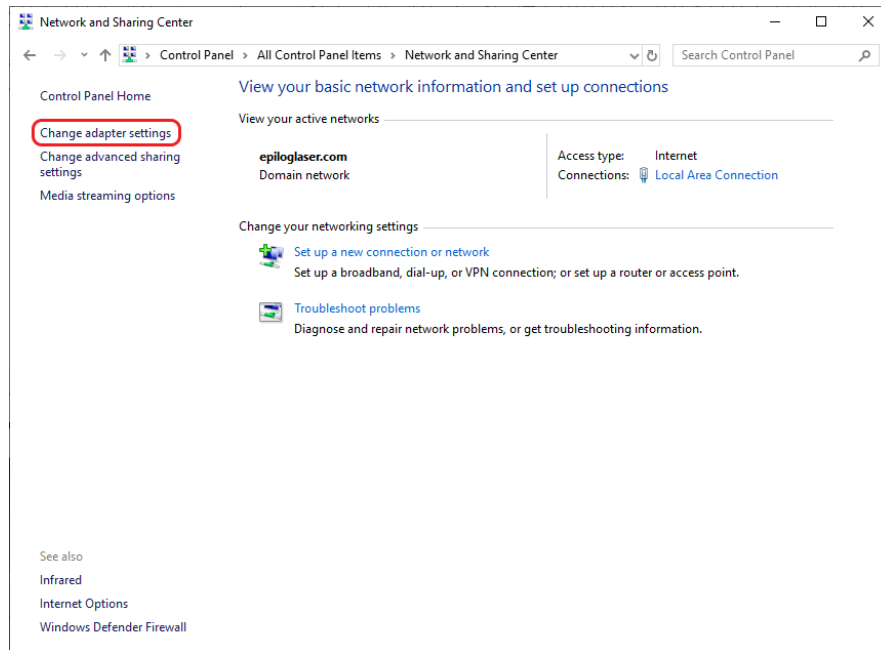 Network and Sharing Center
Control Panel > All Control Panel Items > Network and Sharing Center
Search Control Panel
Control Panel Home
Change adapter settings
Change advanced sharing
settings
Media streaming options
View your basic network information and set up connections
View your active networks
epiloglaser.com
Domain network
Access type: Internet
Connections: Local Area Connection
Change your networking settings
Set up a new connection or network
Set up a broadband, dial-up, or VPN connection; or set up a router or access point.
Troubleshoot problems
Diagnose and repair network problems, or get troubleshooting information.
See also
Infrared
Internet Options
Windows Defender Firewall